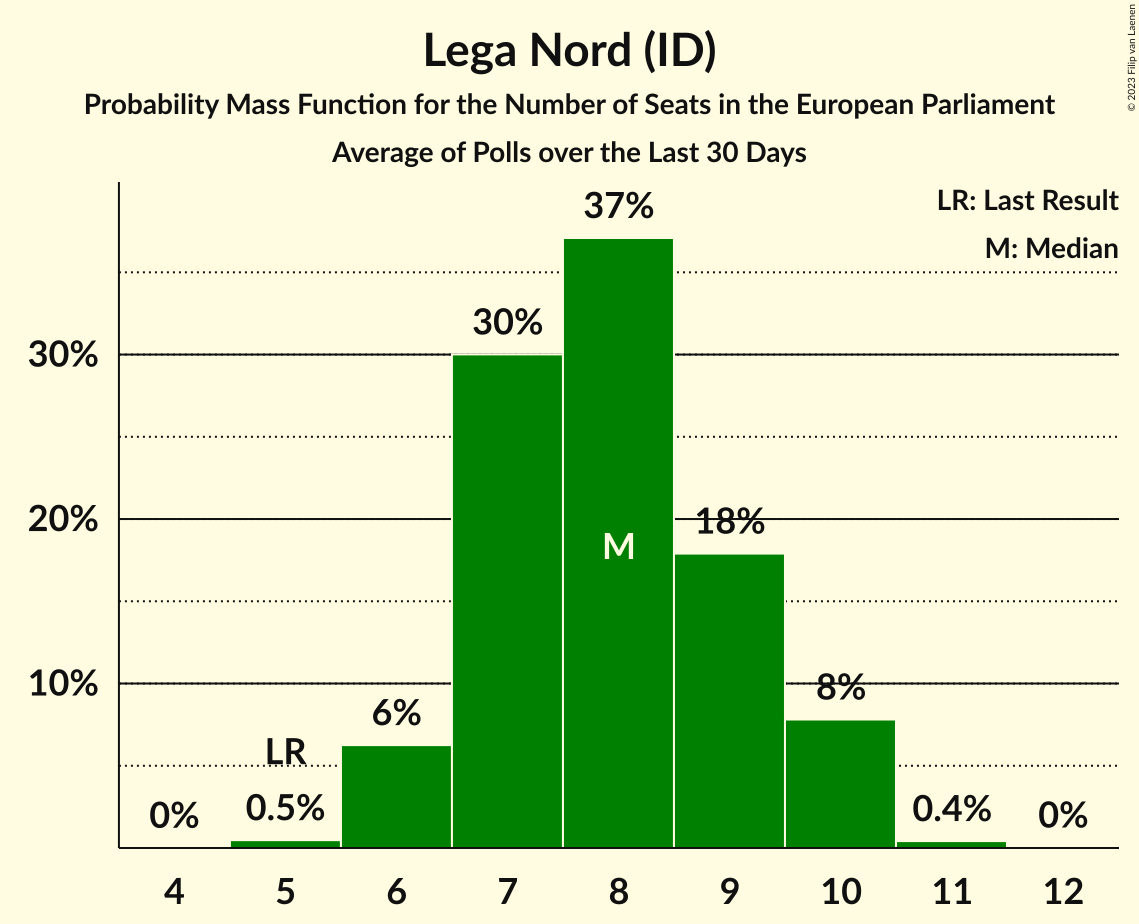 Lega Nord (ID)
Probability Mass Function for the Number of Seats in the European Parliament
Average of Polls over the Last 30 Days
© 2023 Filip van Laenen
LR: Last Result
M: Median
37%
30%
30%
20%
18%
M
10%
8%
6%
LR
0%
0.5%
0.4%
0%
4 5 6 7 8 9 10 11 12